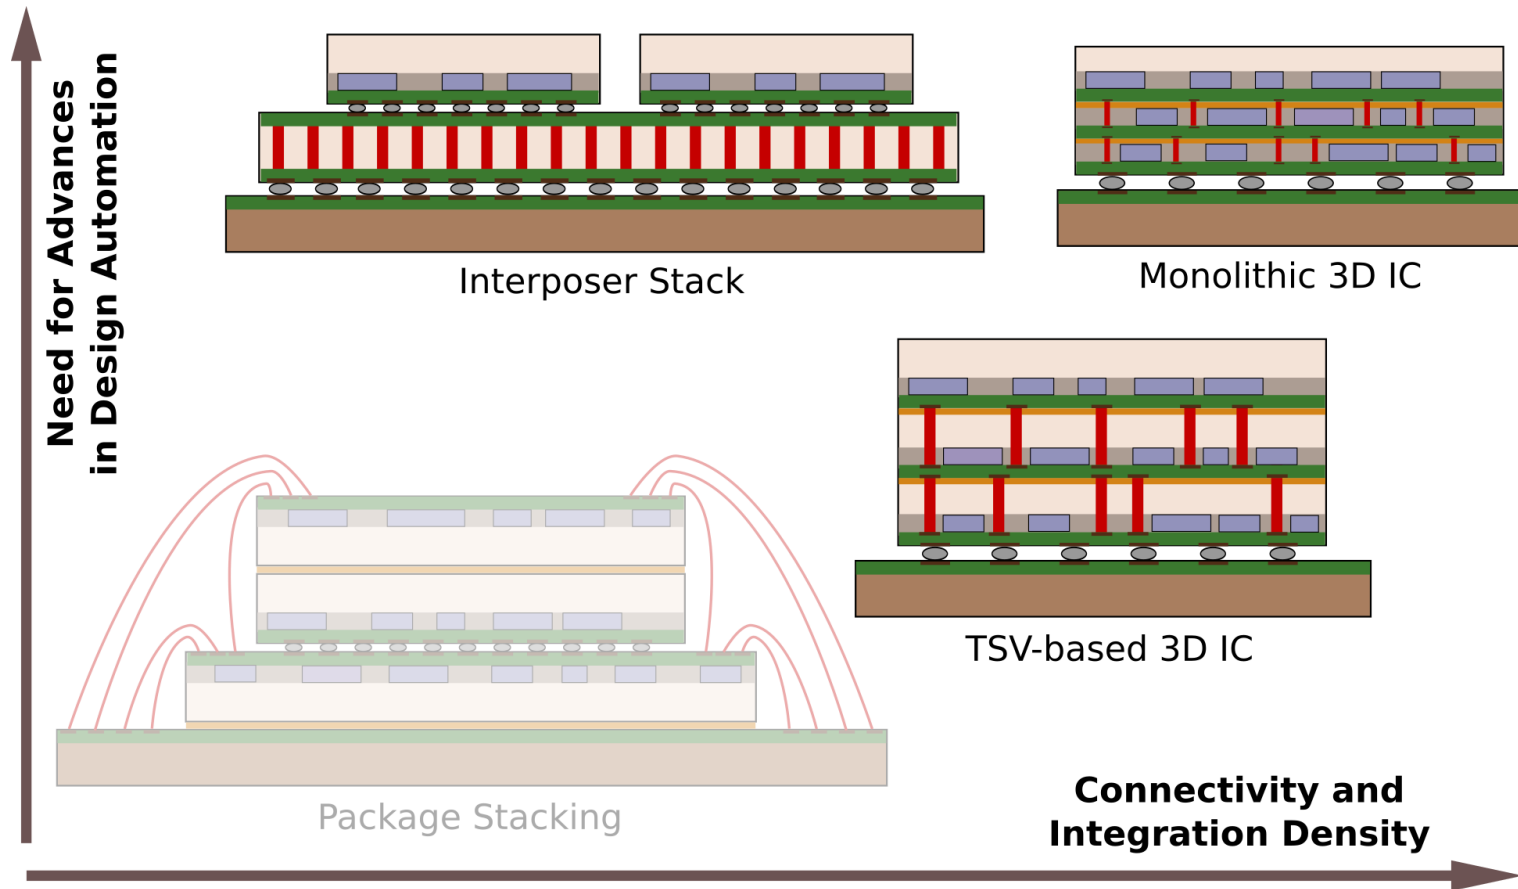 Need for Advances
in Design Automation
Interposer Stack
Monolithic 3D IC
TSV-based 3D IC
Package Stacking
Connectivity and
Integration Density